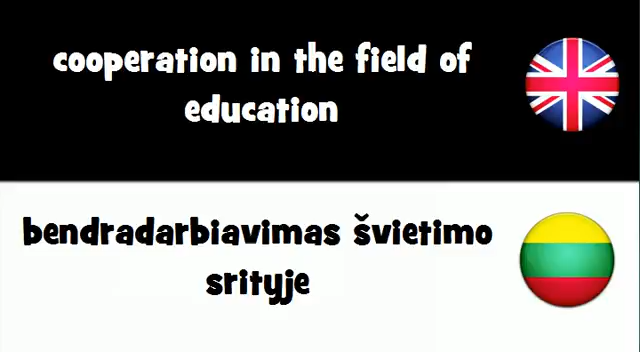 cooperation in the field of
education
bendradarbiavimas švietimo
srityje